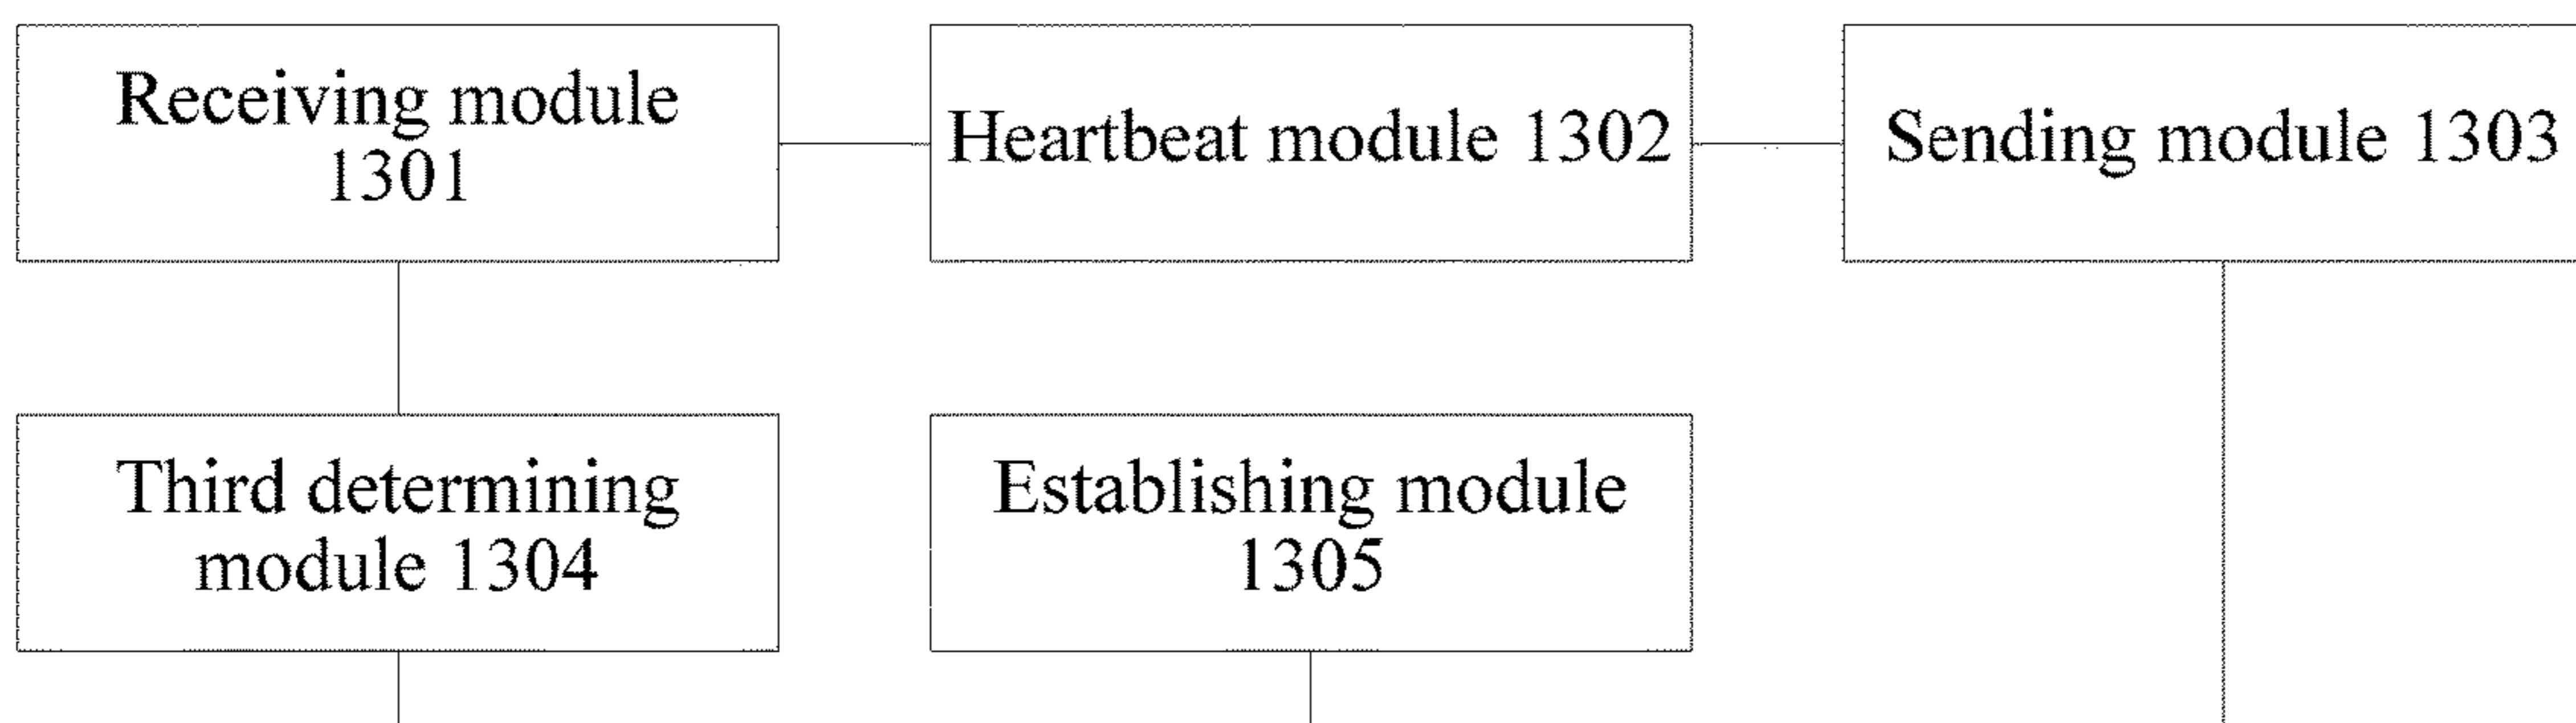 Receiving module
1301
Heartbeat module 1302
Sending module 1303
Third determining
module 1304
Establishing module
1305